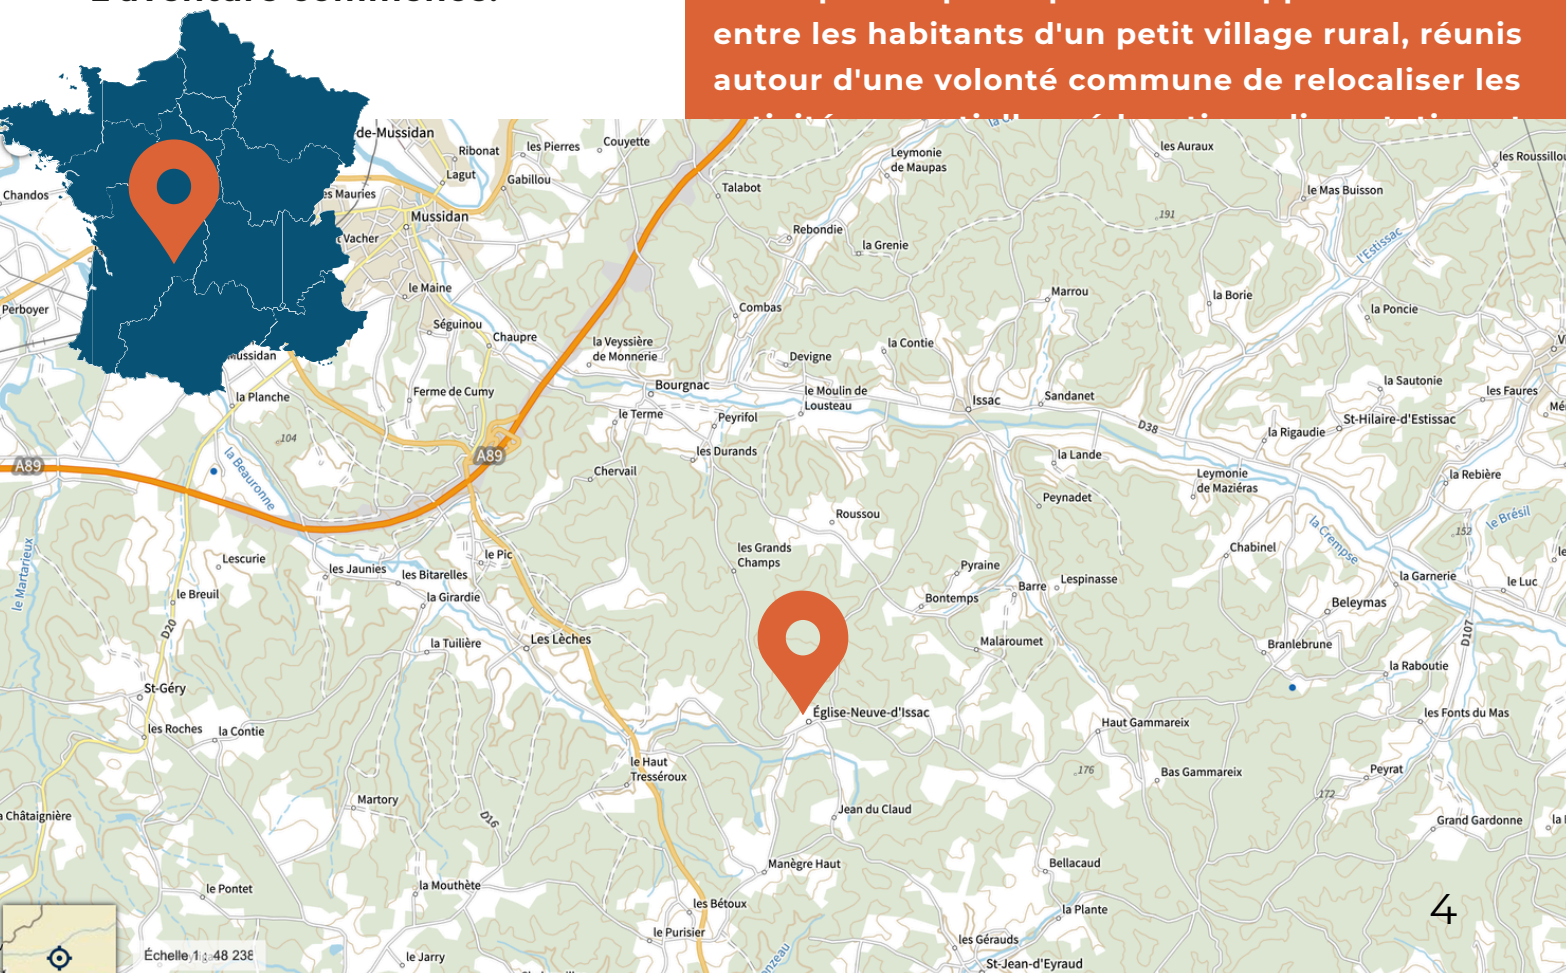 L'aventure commence.
entre les habitants d'un petit village rural, réunis
autour d'une volonté commune de relocaliser les
de-Mussidan
Ribonat
les Pierres
Couyette
Leymonie
de Maupas
les Auraux
les Roussillou
Lagut
Gabillou
Talabot
le Mas Buisson
Chandos
es Mauries
Mussidan
191
Rebondie
Vacher
la Grenie
l'Estissac
le Maine
Marrou
la Borie
Perboyer
Combas
la Poncie
Séguinou
Chaupre
la Veyssière
de Monnerie
la Contie
Mussidan
Devigne
Bourgnac
la Sautonie
Ferme de Cumy
le Moulin de
Lousteau
Issac
Sandanet
les Faures
la Planche
le Terme
Peyrifol
St-Hilaire-d'Estissac
D38
la Rigaudie
104
les Durands
la Lande
A89
A89
la Beauronne
Chervail
Leymonie
de Maziéras
la Rebière
Peynadet
Roussou
le Brésil
la Crempse
152
les Grands
Champs
Chabinel
Lescurie
le Pic
Pyraine
les Jaunies
les Bitarelles
Barre
Lespinasse
la Garnerie
le Luc
le Martarieux
le Breuil
la Girardie
Bontemps
Beleymas
D20
Les Lèches
la Tuilière
Malaroumet
Branlebrune
D107
la Raboutie
St-Géry
Église-Neuve-d'Issac
les Fonts du Mas
les Roches
la Contie
Haut Gammareix
le Haut
Tresséroux
176
Bas Gammareix
Peyrat
Martory
172
Châtaignière
D16
Jean du Claud
Grand Gardonne
Manègre Haut
Bellacaud
le Pontet
la Mouthète
les Bétoux
la Plante
4
le Purisier
les Gérauds
Échelle 1 : 48 238
le Jarry
St-Jean-d'Eyraud